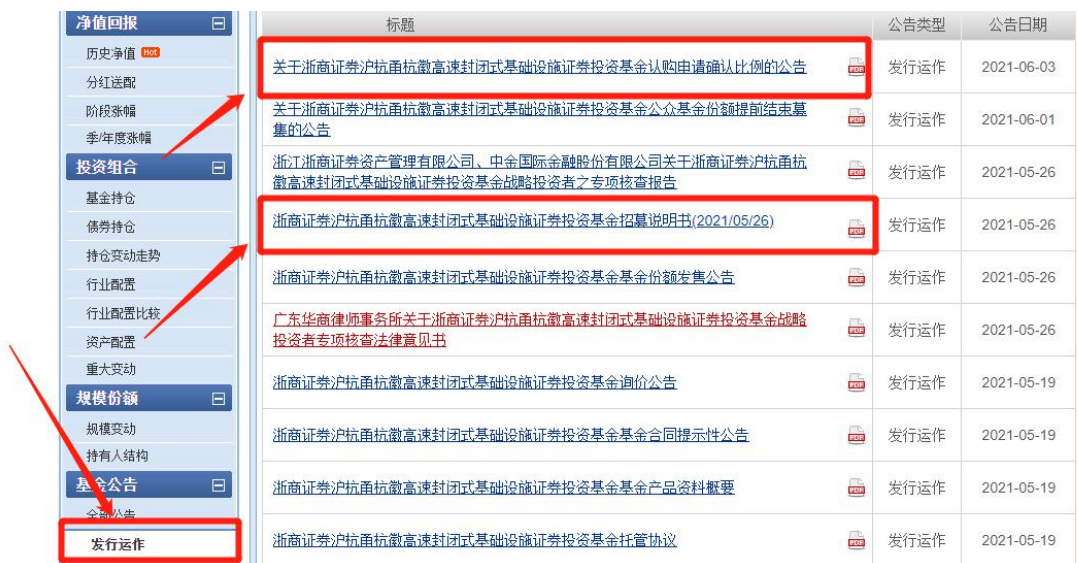 净值回报
历史净值 Hot
分红送配
阶段涨幅
季/年度涨幅
投资组合
基金持仓
债券持仓
持仓变动走势
行业配置
行业配置比较
资产配置
重大变动
规模份额
规模变动
持有人结构
基金公告
全部公告
发行运作
标题 公告类型 公告日期
关于浙商证券沪杭甬杭徽高速封闭式基础设施证券投资基金认购申请确认比例的公告 PDF 发行运作 2021-06-03
关于浙商证券沪杭甬杭徽高速封闭式基础设施证券投资基金公众基金份额提前结束募
集的公告 PDF 发行运作 2021-06-01
浙江浙商证券资产管理有限公司、中金国际金融股份有限公司关于浙商证券沪杭甬杭
徽高速封闭式基础设施证券投资基金战略投资者之专项核查报告 PDF 发行运作 2021-05-26
浙商证券沪杭甬杭徽高速封闭式基础设施证券投资基金招募说明书(2021/05/26) PDF 发行运作 2021-05-26
浙商证券沪杭甬杭徽高速封闭式基础设施证券投资基金基金份额发售公告 PDF 发行运作 2021-05-26
广东华商律师事务所关于浙商证券沪杭甬杭徽高速封闭式基础设施证券投资基金战略
投资者专项核查法律意见书 PDF 发行运作 2021-05-26
浙商证券沪杭甬杭徽高速封闭式基础设施证券投资基金询价公告 PDF 发行运作 2021-05-19
浙商证券沪杭甬杭徽高速封闭式基础设施证券投资基金基金合同提示性公告 PDF 发行运作 2021-05-19
浙商证券沪杭甬杭徽高速封闭式基础设施证券投资基金基金产品资料概要 PDF 发行运作 2021-05-19
浙商证券沪杭甬杭徽高速封闭式基础设施证券投资基金托管协议 PDF 发行运作 2021-05-19